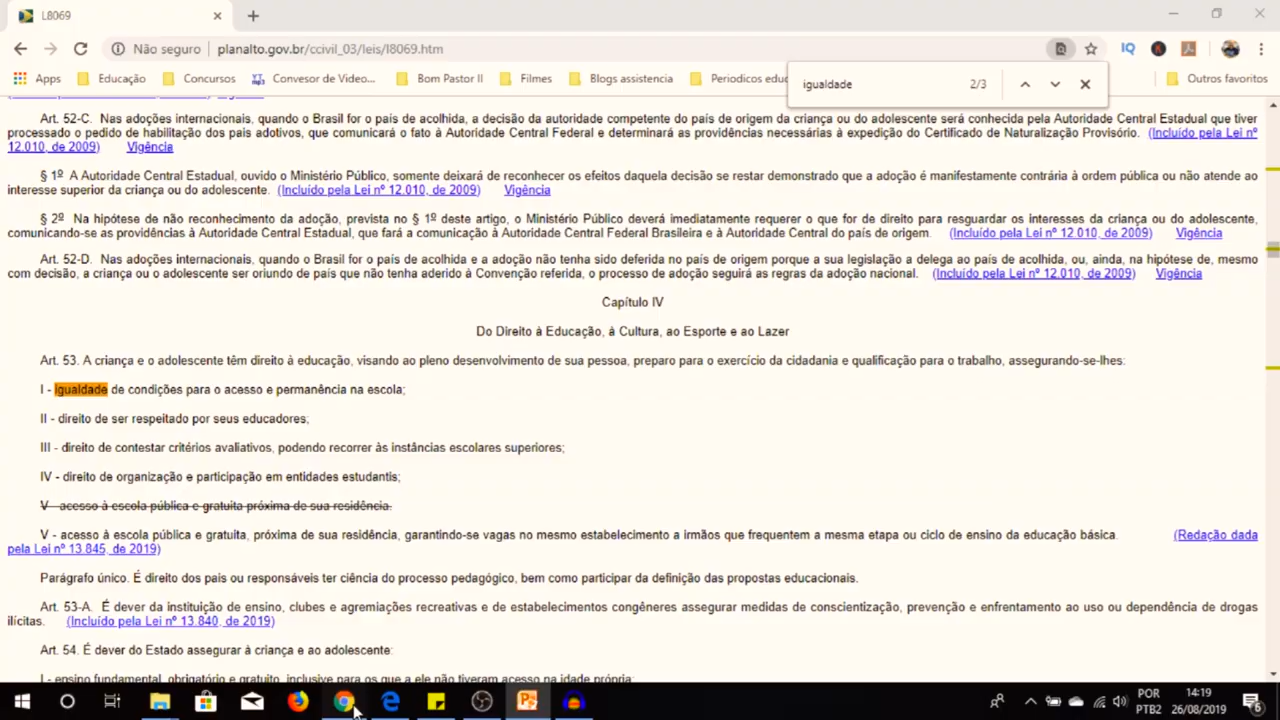 L8069
Não seguro
planalto.gov.br/ccivil_03/leis/l8069.htm
Apps
Educação
Concursos
Convesor de Video...
Bom Pastor II
Filmes
Blogs assistencia
Periodicos edu
Outros favoritos
igualdade
2/3
Art. 52-C. Nas adoções internacionais, quando o Brasil for o país de acolhida, a decisão da autoridade competente do país de origem da criança ou do adolescente será conhecida pela Autoridade Central Estadual que tiver
processado o pedido de habilitação dos pais adotivos, que comunicará o fato à Autoridade Central Federal e determinará as providências necessárias à expedição do Certificado de Naturalização Provisório. (Incluído pela Lei nº
12.010, de 2009) Vigência
§ 1º A Autoridade Central Estadual, ouvido o Ministério Público, somente deixará de reconhecer os efeitos daquela decisão se restar demonstrado que a adoção é manifestamente contrária à ordem pública ou não atende ao
interesse superior da criança ou do adolescente. (Incluído pela Lei nº 12.010, de 2009) Vigência
§ 2º Na hipótese de não reconhecimento da adoção, prevista no § 1º deste artigo, o Ministério Público deverá imediatamente requerer o que for de direito para resguardar os interesses da criança ou do adolescente,
comunicando-se as providências à Autoridade Central Estadual, que fará a comunicação à Autoridade Central Federal Brasileira e à Autoridade Central do país de origem. (Incluído pela Lei nº 12.010, de 2009) Vigência
Art. 52-D. Nas adoções internacionais, quando o Brasil for o país de acolhida e a adoção não tenha sido deferida no país de origem porque a sua legislação a delega ao país de acolhida, ou, ainda, na hipótese de, mesmo
com decisão, a criança ou o adolescente ser oriundo de país que não tenha aderido à Convenção referida, o processo de adoção seguirá as regras da adoção nacional. (Incluído pela Lei nº 12.010, de 2009) Vigência
Capítulo IV
Do Direito à Educação, à Cultura, ao Esporte e ao Lazer
Art. 53. A criança e o adolescente têm direito à educação, visando ao pleno desenvolvimento de sua pessoa, preparo para o exercício da cidadania e qualificação para o trabalho, assegurando-se-lhes:
I - igualdade de condições para o acesso e permanência na escola;
II - direito de ser respeitado por seus educadores;
III - direito de contestar critérios avaliativos, podendo recorrer às instâncias escolares superiores;
IV - direito de organização e participação em entidades estudantis;
V - acesso à escola pública e gratuita próxima de sua residência.
V - acesso à escola pública e gratuita, próxima de sua residência, garantindo-se vagas no mesmo estabelecimento a irmãos que frequentem a mesma etapa ou ciclo de ensino da educação básica. (Redação dada
pela Lei nº 13.845, de 2019)
Parágrafo único. É direito dos pais ou responsáveis ter ciência do processo pedagógico, bem como participar da definição das propostas educacionais.
Art. 53-A. É dever da instituição de ensino, clubes e agremiações recreativas e de estabelecimentos congêneres assegurar medidas de conscientização, prevenção e enfrentamento ao uso ou dependência de drogas
ilícitas. (Incluído pela Lei nº 13.840, de 2019)
Art. 54. É dever do Estado assegurar à criança e ao adolescente:
I - ensino fundamental, obrigatório e gratuito, inclusive para os que a ele não tiveram acesso na idade própria;
POR
PTB2
14:19
26/08/2019
6